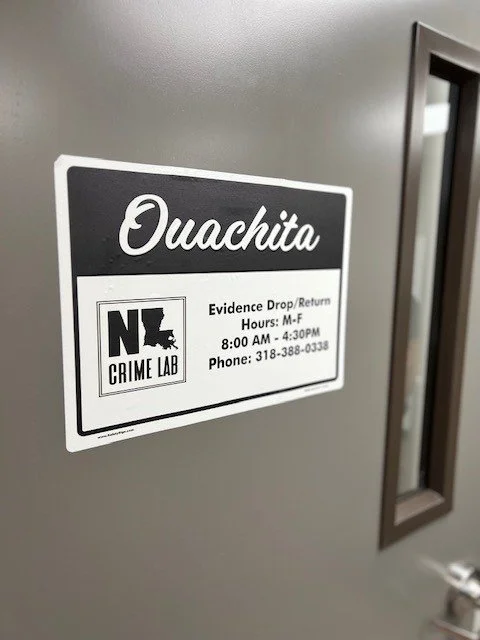 Ouachita
NL
CRIME LAB
Evidence Drop/Return
Hours: M-F
8:00 AM - 4:30PM
Phone: 318-388-0338